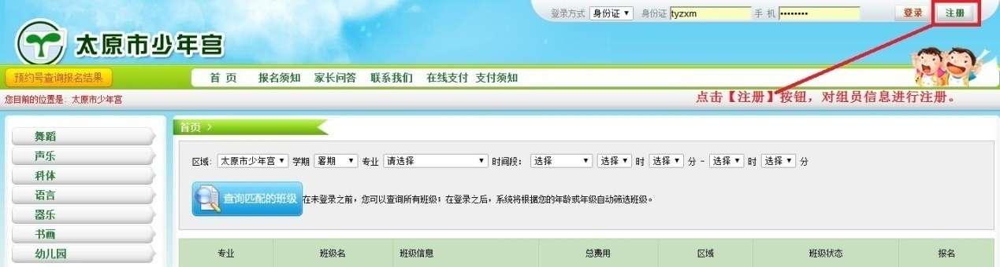 登录方式 身份证 身份证 tyzxm 手 机 •••••••• 登录 注册
太原市少年宫
预约号查询报名结果 首 页 报名须知 家长问答 联系我们 在线支付 支付须知
您目前的位置是：太原市少年宫
点击【注册】按钮，对组员信息进行注册。
首页 >
舞蹈
声乐
科体
语言
器乐
书画
幼儿园
区域: 太原市少年宫 学期 署期 专业 请选择 时间段: 选择 选择 时 选择 分 - 选择 时 选择 分
查询匹配的班级 在未登录之前，您可以查询所有班级；在登录之后，系统将根据您的年龄或年级自动筛选班级。
专业 班级名 班级信息 总费用 区域 班级状态 报名